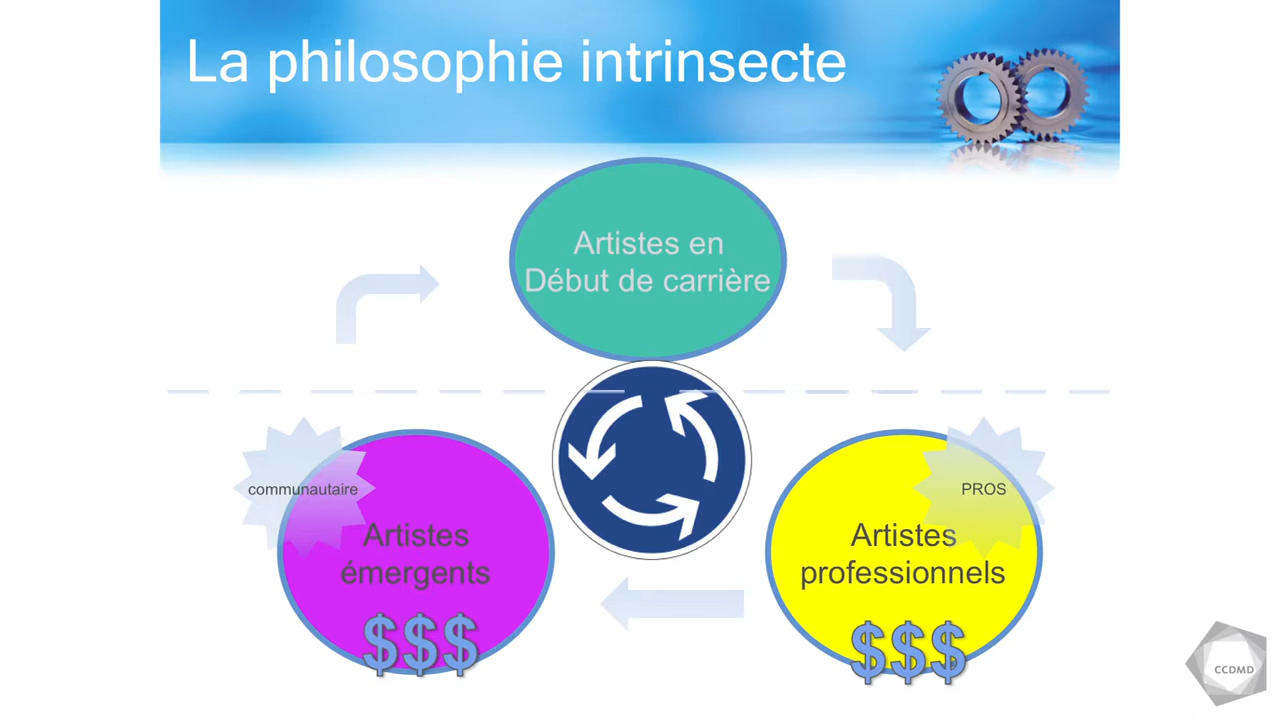 La philosophie intrinsecte
Artistes en
Début de carrière
communautaire
PROS
Artistes
émergents
$$$
Artistes
professionnels
$$$
CCDMD